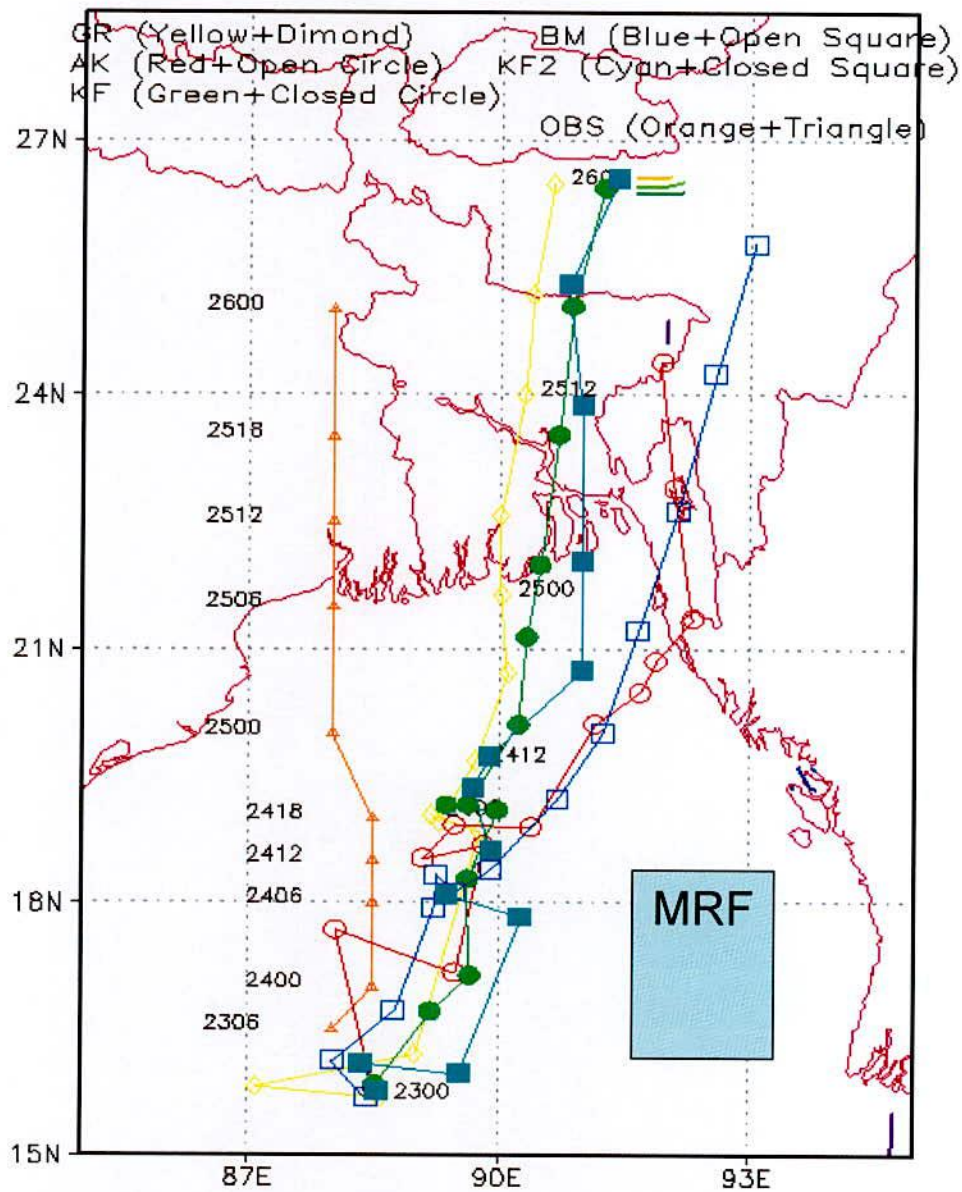 GR (Yellow+Dimond) BM (Blue+Open Square)
AK (Red+Open Circle) KF2 (Cyan+Closed Square)
KF (Green+Closed Circle)
OBS (Orange+Triangle)
27N
2600
24N
2512
2518
2512
2506
2500
21N
2500
2412
2418
2412
18N
2406
MRF
2400
2306
2300
15N
87E 90E 93E